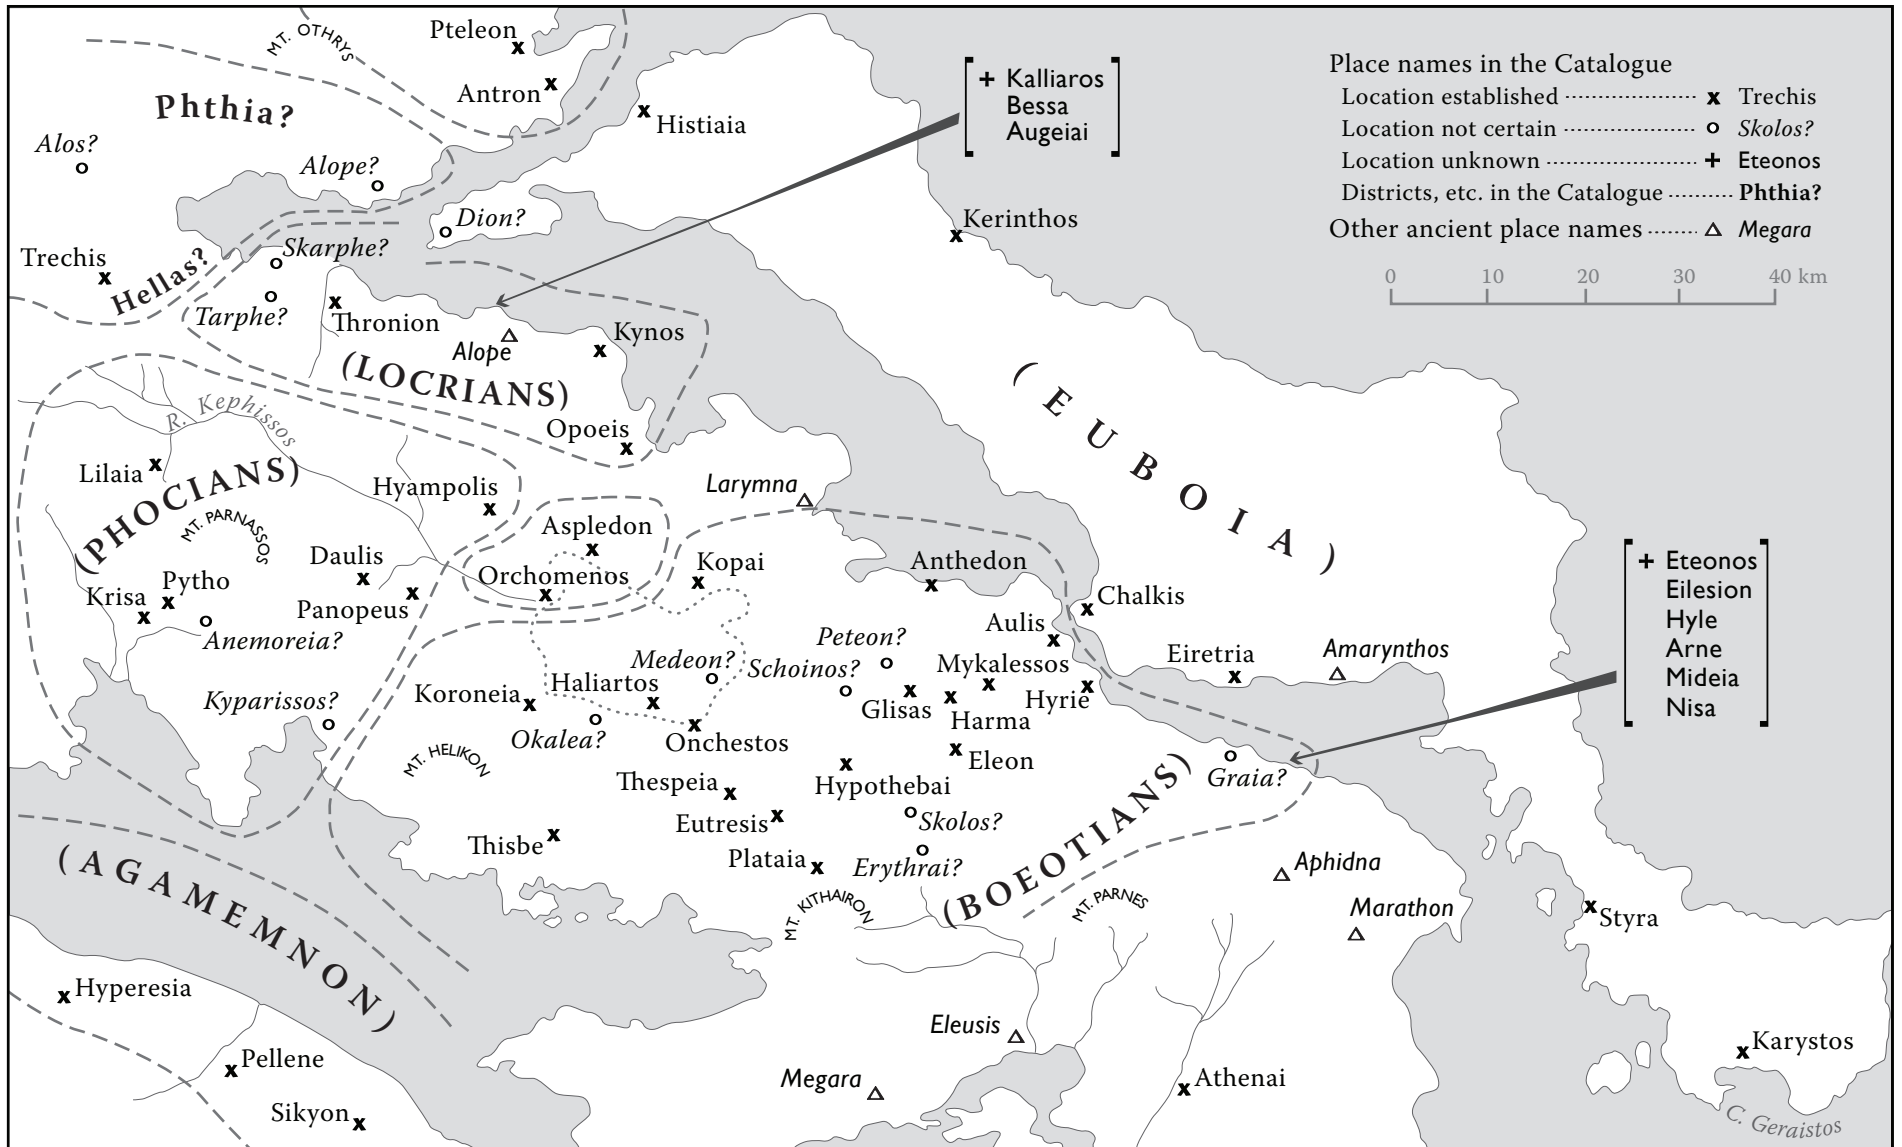 Pteleon
MT. OTHRYS
Antron
Phthia?
Histiaia
Alos?
Alope?
+ Kalliaros
Bessa
Augeiai
Place names in the Catalogue
Location established x Trechis
Location not certain o Skolos?
Location unknown + Eteonos
Districts, etc. in the Catalogue Phthia?
Other ancient place names △ Megara
0 10 20 30 40 km
Dion?
Kerinthos
Skarphe?
Trechis
Hellas?
Tarphe?
Thronion
Alope
Kynos
(LOCRIANS)
(EUBOIA)
R. Kephissos
Opoeis
Lilaia
(PHOCIANS)
MT. PARNASSOS
Hyampolis
Larymna
Aspledon
Daulis
Orchomenos
Kopai
Anthedon
Krisa
Pytho
Panopeus
Chalkis
Anemoreia?
Aulis
Peteon?
Medeon?
Schoinos?
Mykalessos
Eiretria
Amarynthos
+ Eteonos
Eilesion
Hyle
Arne
Mideia
Nisa
Kyparissos?
Koroneia
Haliartos
Glisas
Harma
Hyrie
Okalea?
Onchestos
MT. HELIKON
Eleon
Graia?
Thespeia
Hypothebai
Eutresis
Skolos?
Thisbe
Plataia
Erythrai?
(BOEOTIANS)
(AGAMEMNON)
MT. KITHAIRON
MT. PARNES
Aphidna
Marathon
Styra
Hyperesia
Eleusis
Karystos
Pellene
Megara
Athenai
Sikyon
C. Geraistos